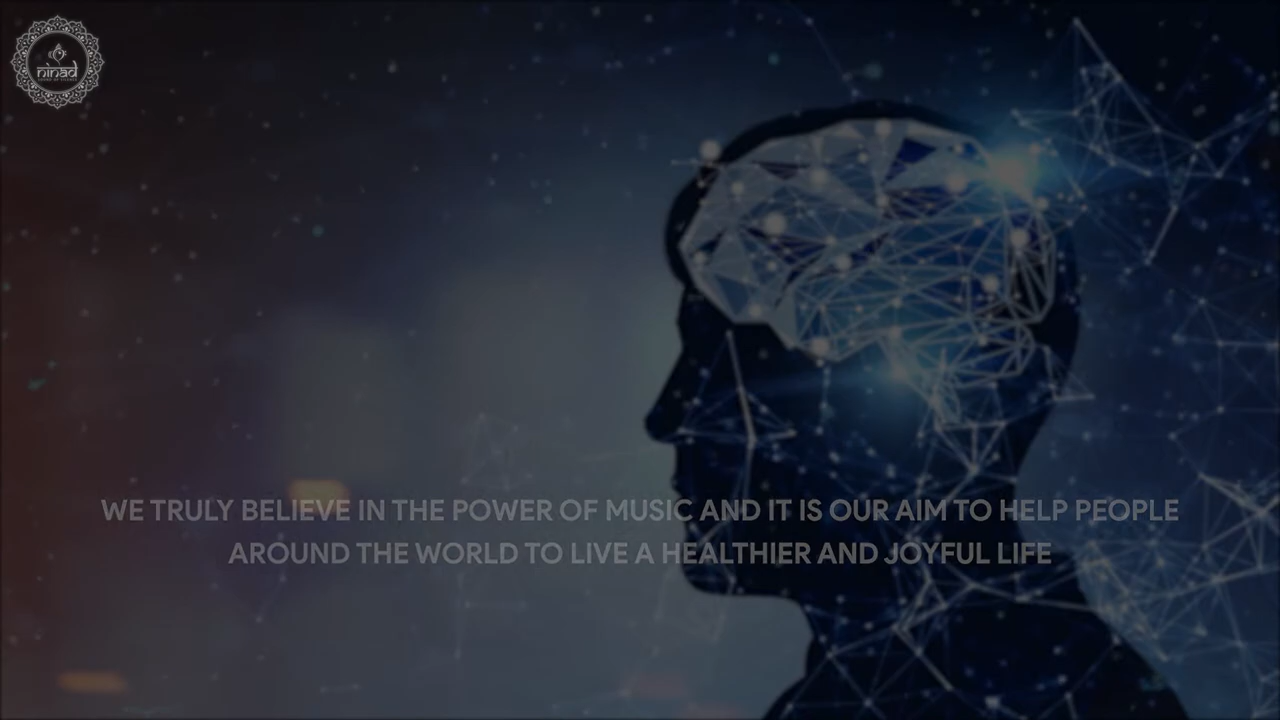 ninad
WE TRULY BELIEVE IN THE POWER OF MUSIC AND IT IS OUR AIM TO HELP PEOPLE
AROUND THE WORLD TO LIVE A HEALTHIER AND JOYFUL LIFE